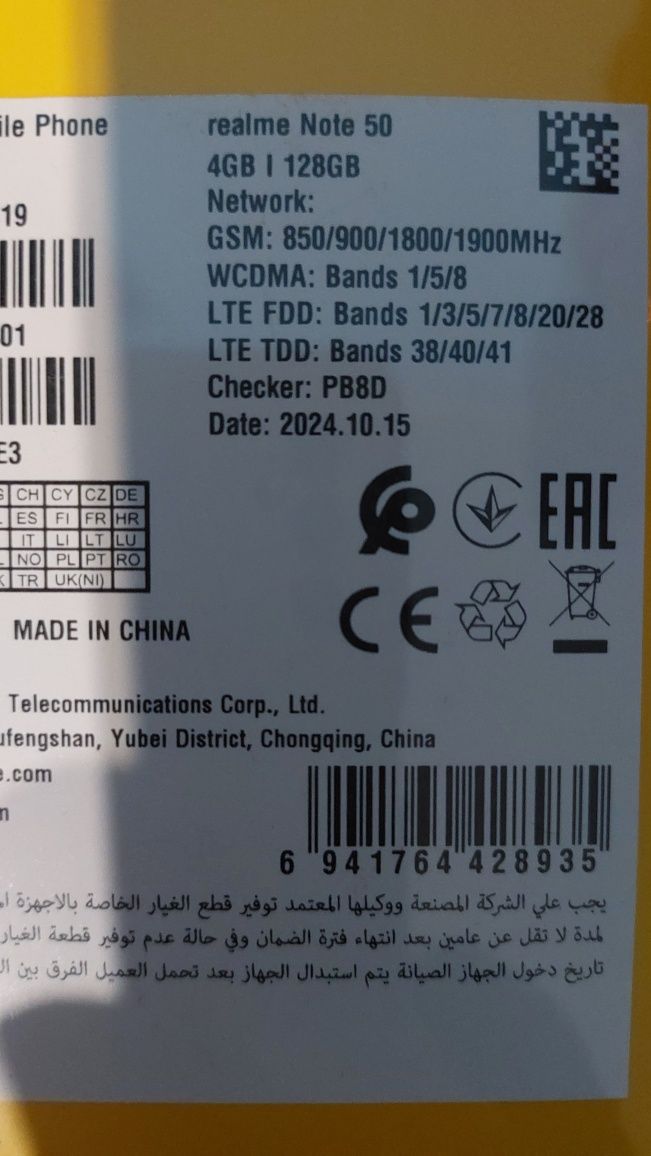 ile Phone
realme Note 50
4GB I 128GB
Network:
19
GSM: 850/900/1800/1900MHz
WCDMA: Bands 1/5/8
LTE FDD: Bands 1/3/5/7/8/20/28
01
LTE TDD: Bands 38/40/41
Checker: PB8D
Date: 2024.10.15
E3
CH CY CZ DE
ES FI FR HR
IT LI LT LU
NO PL PT RO
TR UK(NI)
EAC
CE
MADE IN CHINA
Telecommunications Corp., Ltd.
ufengshan, Yubei District, Chongqing, China
e.com
n
6 941764 428935
يجب علي الشركة المصنعة ووكيلها المعتمد توفير قطع الغيار الخاصة بالاجهزة
لمدة لا تقل عن عامين بعد انتهاء فترة الضمان وفي حالة عدم توفير قطعة الغيار
تاريخ دخول الجهاز الصيانة يتم استبدال الجهاز بعد تحمل العميل الفرق بين